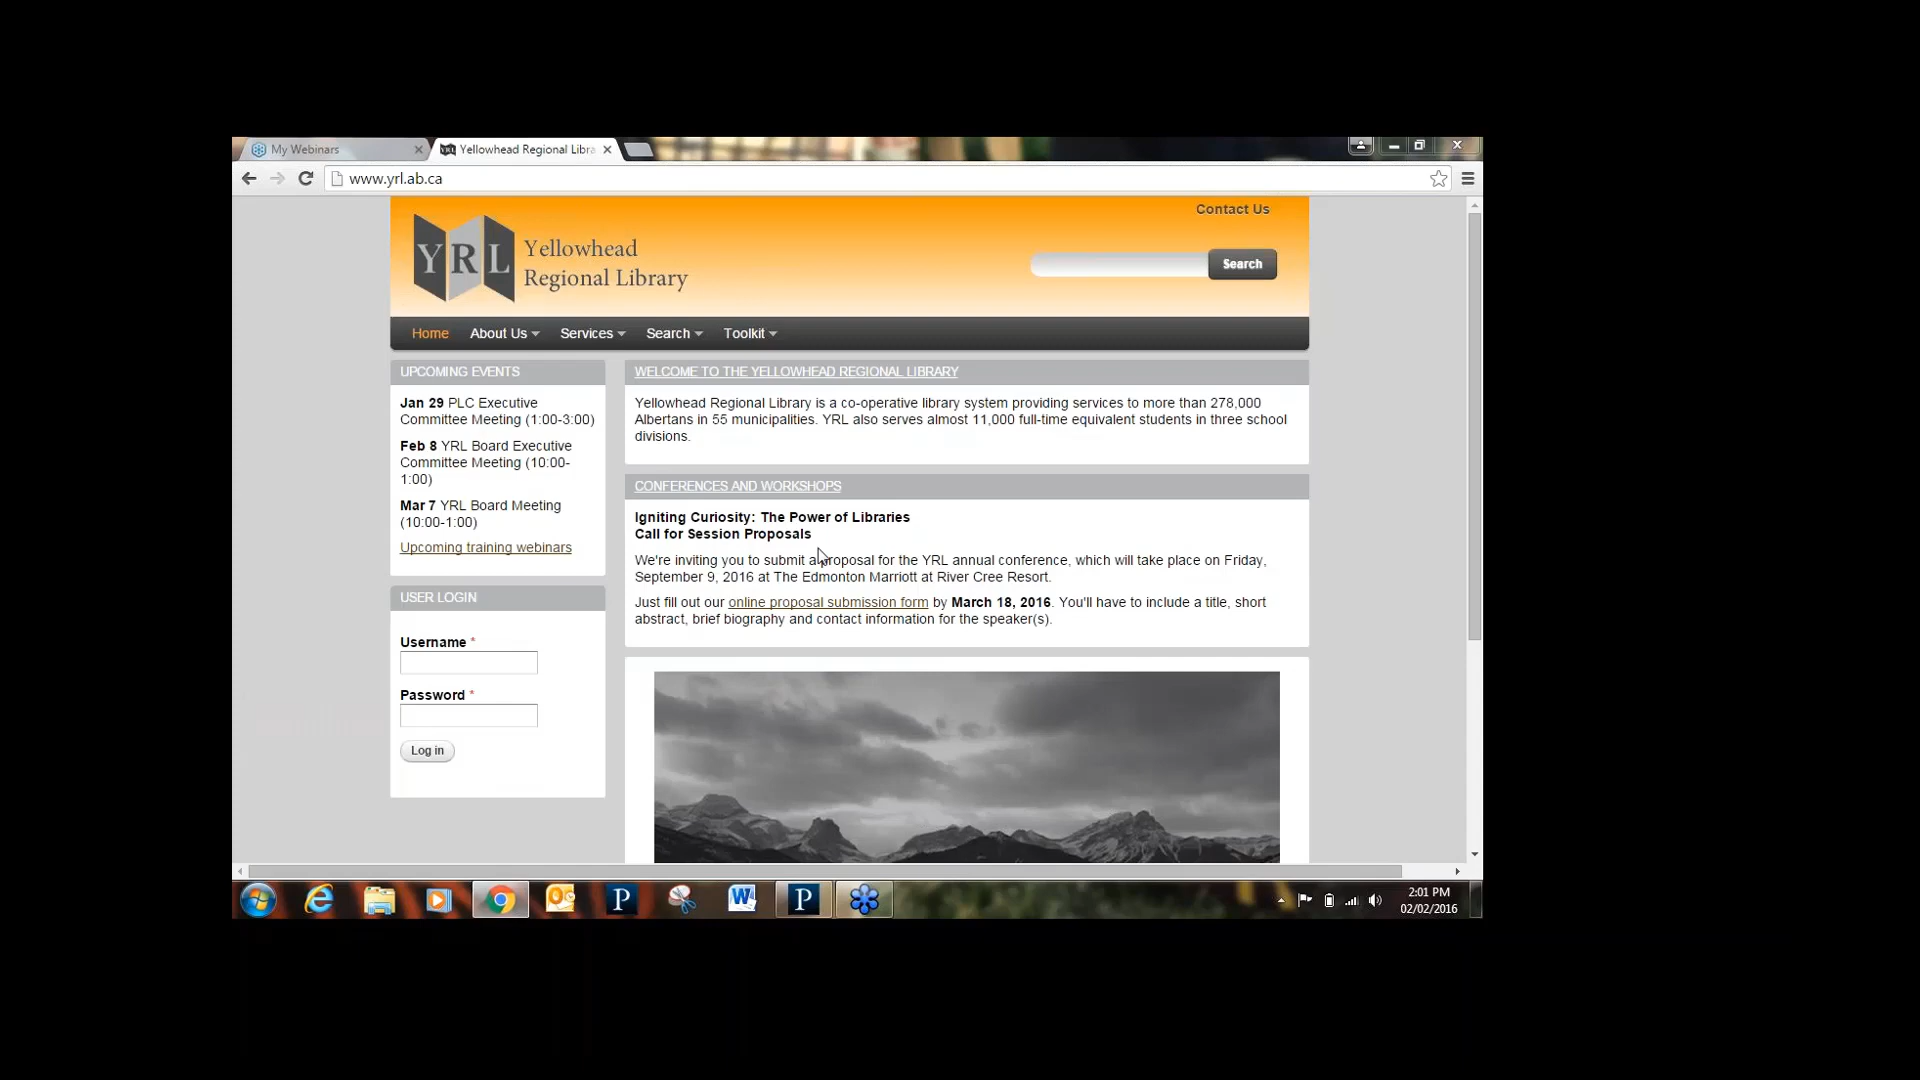 My Webinars
Yellowhead Regional Libra
www.yrl.ab.ca
Contact Us
YRL
Yellowhead
Regional Library
Search
Home
About Us
Services
Search
Toolkit
UPCOMING EVENTS
Jan 29 PLC Executive
Committee Meeting (1:00-3:00)
Feb 8 YRL Board Executive
Committee Meeting (10:00-
1:00)
Mar 7 YRL Board Meeting
(10:00-1:00)
Upcoming training webinars
USER LOGIN
Username *
Password *
Log in
WELCOME TO THE YELLOWHEAD REGIONAL LIBRARY
Yellowhead Regional Library is a co-operative library system providing services to more than 278,000
Albertans in 55 municipalities. YRL also serves almost 11,000 full-time equivalent students in three school
divisions.
CONFERENCES AND WORKSHOPS
Igniting Curiosity: The Power of Libraries
Call for Session Proposals
We're inviting you to submit a proposal for the YRL annual conference, which will take place on Friday,
September 9, 2016 at The Edmonton Marriott at River Cree Resort.
Just fill out our online proposal submission form by March 18, 2016. You'll have to include a title, short
abstract, brief biography and contact information for the speaker(s).
2:01 PM
02/02/2016